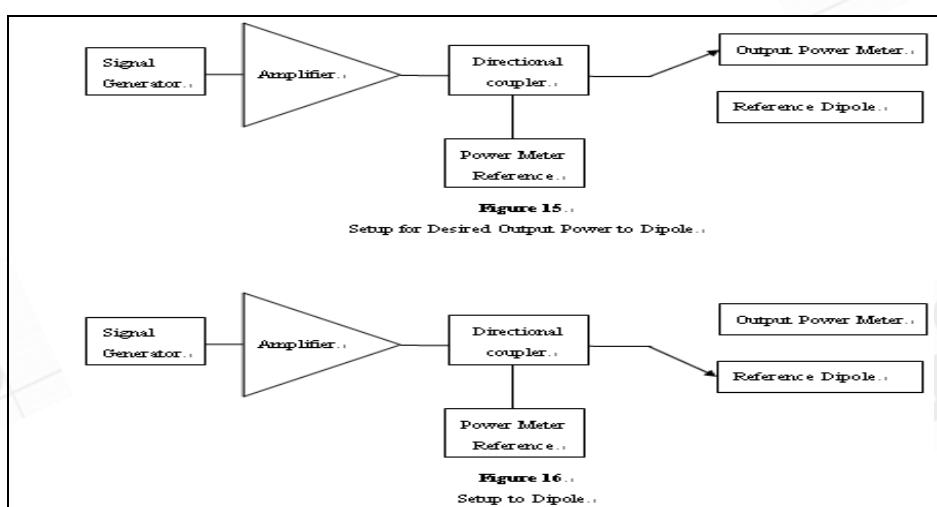 Signal
Generator..
Amplifier..
Directional
coupler..
Output Power Meter..
Reference Dipole..
Power Meter
Reference..
Figure 15..
Setup for Desired Output Power to Dipole..
Signal
Generator..
Amplifier..
Directional
coupler..
Output Power Meter..
Reference Dipole..
Power Meter
Reference..
Figure 16..
Setup to Dipole..